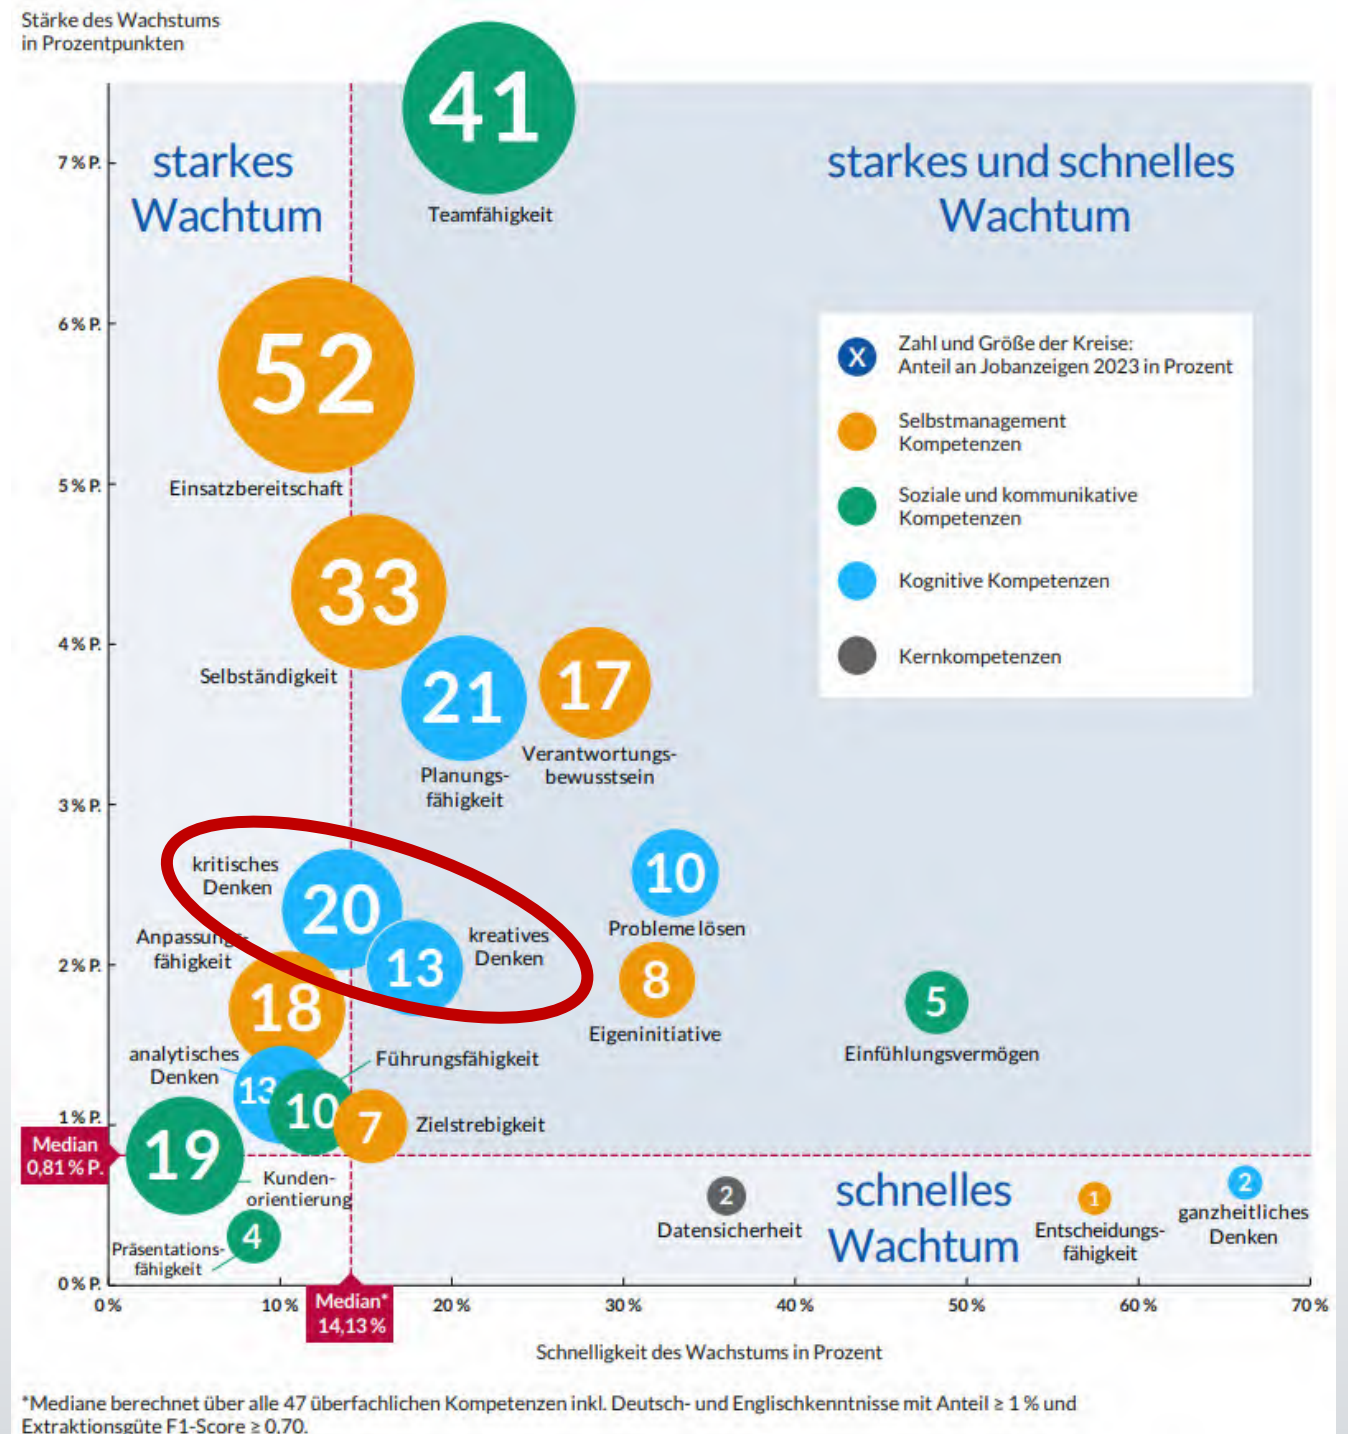 Stärke des Wachstums
in Prozentpunkten
41
7 % P.
starkes
Wachtum
starkes und schnelles
Wachtum
Teamfähigkeit
6 % P.
52
X
Zahl und Größe der Kreise:
Anteil an Jobanzeigen 2023 in Prozent
Selbstmanagement
Kompetenzen
5 % P.
Einsatzbereitschaft
Soziale und kommunikative
Kompetenzen
33
Kognitive Kompetenzen
4 % P.
Kernkompetenzen
Selbständigkeit
21
17
Verantwortungs-
bewusstsein
Planungs-
fähigkeit
3 % P.
kritisches
Denken
20
10
Probleme lösen
Anpassungs-
fähigkeit
kreatives
Denken
13
2 % P.
8
18
5
Eigeninitiative
analytisches
Denken
Führungsfähigkeit
Einfühlungsvermögen
13
10
1 % P.
7
Zielstrebigkeit
Median
0,81 % P.
19
Kunden-
orientierung
2
Datensicherheit
schnelles
Wachtum
1
Entscheidungs-
fähigkeit
2
ganzheitliches
Denken
4
Präsentations-
fähigkeit
0 % P.
0 %
10 %
Median*
14,13 %
20 %
30 %
40 %
50 %
60 %
70 %
Schnelligkeit des Wachstums in Prozent
*Mediane berechnet über alle 47 überfachlichen Kompetenzen inkl. Deutsch- und Englischkenntnisse mit Anteil ≥ 1 % und
Extraktionsgüte F1-Score ≥ 0,70.